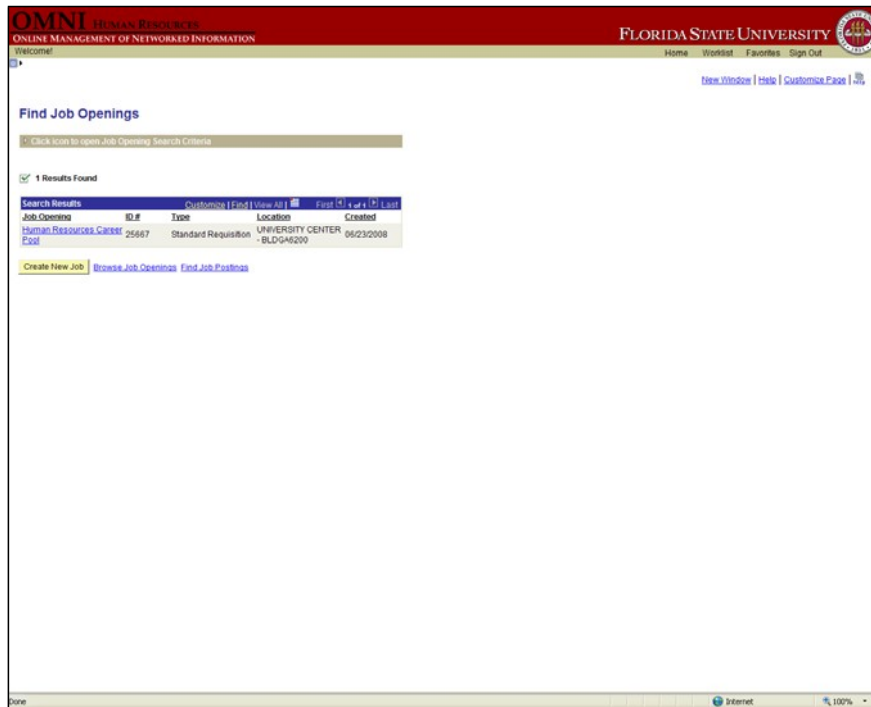 OMNI HUMAN RESOURCES
ONLINE MANAGEMENT OF NETWORKED INFORMATION
FLORIDA STATE UNIVERSITY
Welcome!
Home Worklist Favorites Sign Out
New Window | Help | Customize Page |
Find Job Openings
Click icon to open Job Opening Search Criteria
1 Results Found
Search Results Customize | Find | View All | First 1 of 1 Last
Job Opening ID # Type Location Created
Human Resources Career Pool 25667 Standard Requisition UNIVERSITY CENTER - BLDGA6200 06/23/2008
Create New Job Browse Job Openings Find Job Postings
Done Internet 100%